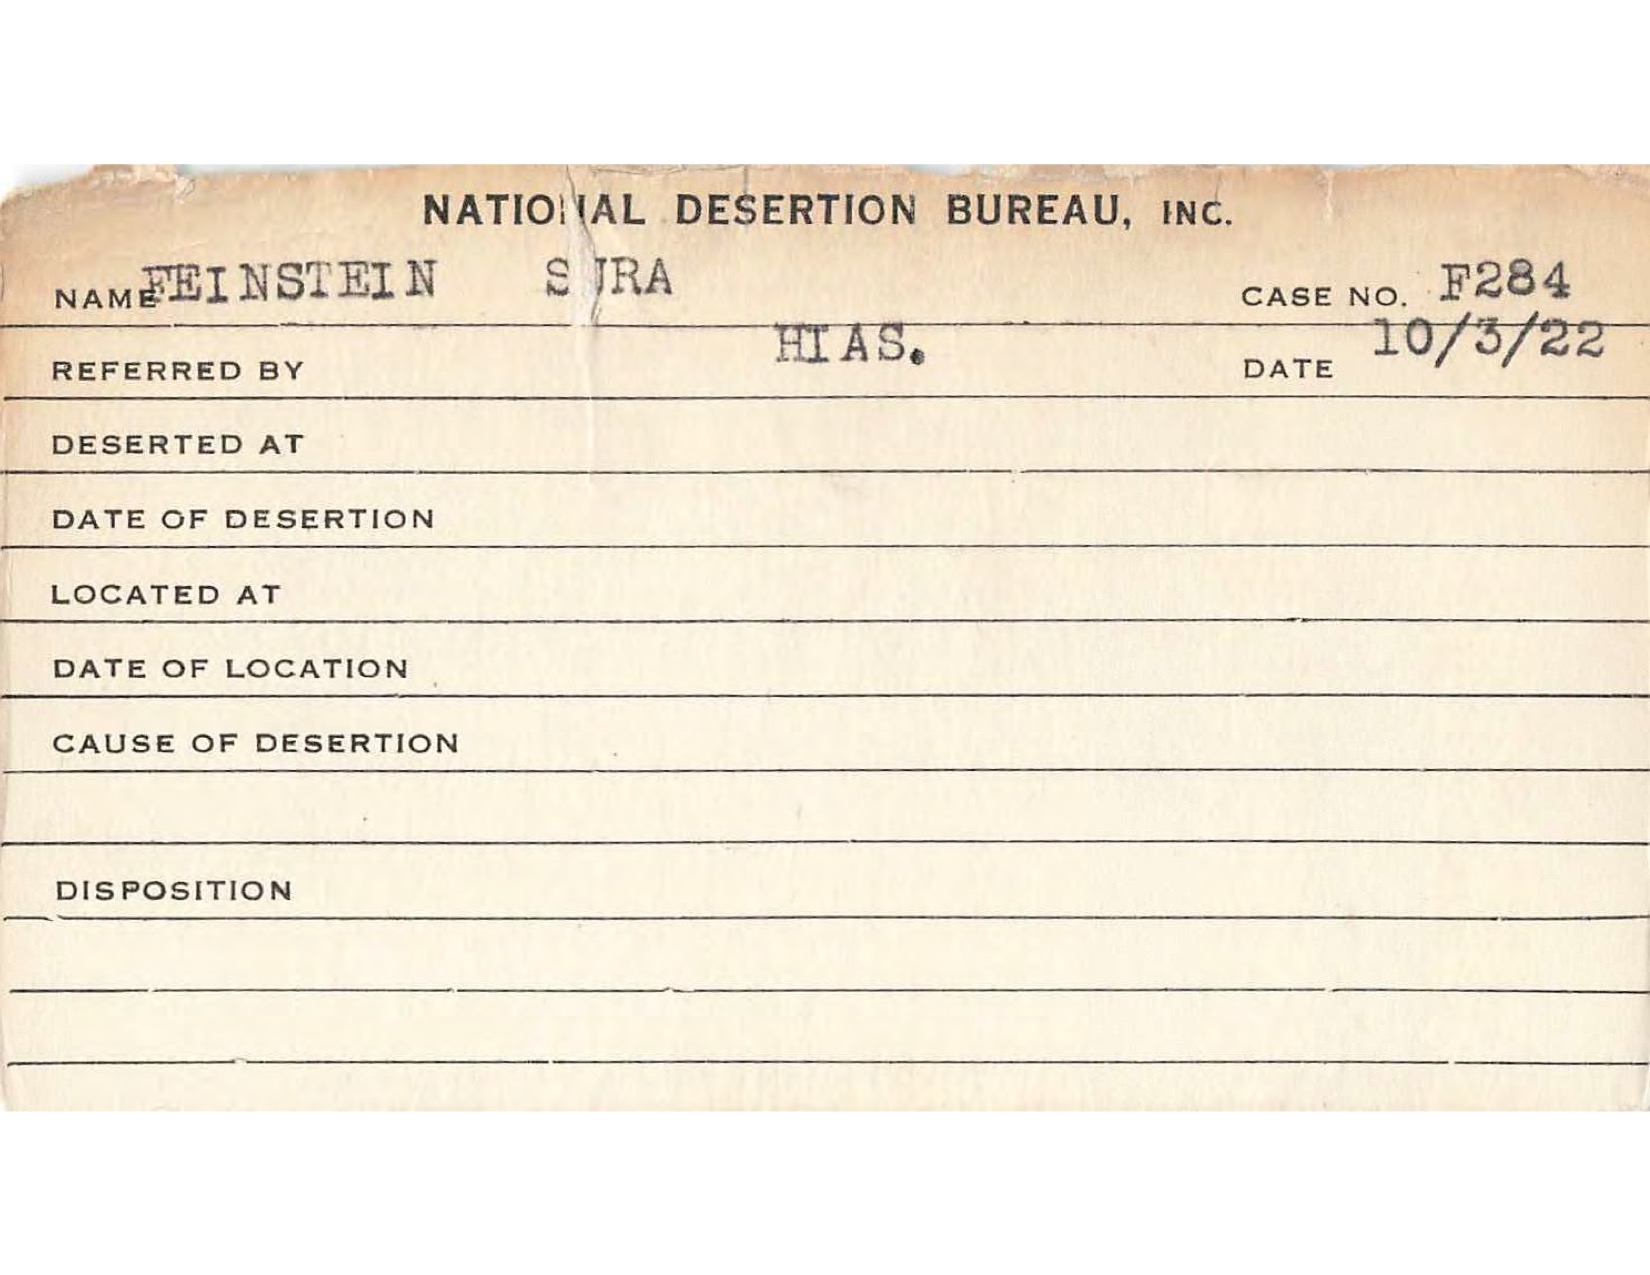 NATIONAL DESERTION BUREAU, INC.
NAME FEINSTEIN SURA CASE NO. F284
REFERRED BY HIAS. DATE 10/3/22
DESERTED AT
DATE OF DESERTION
LOCATED AT
DATE OF LOCATION
CAUSE OF DESERTION
DISPOSITION